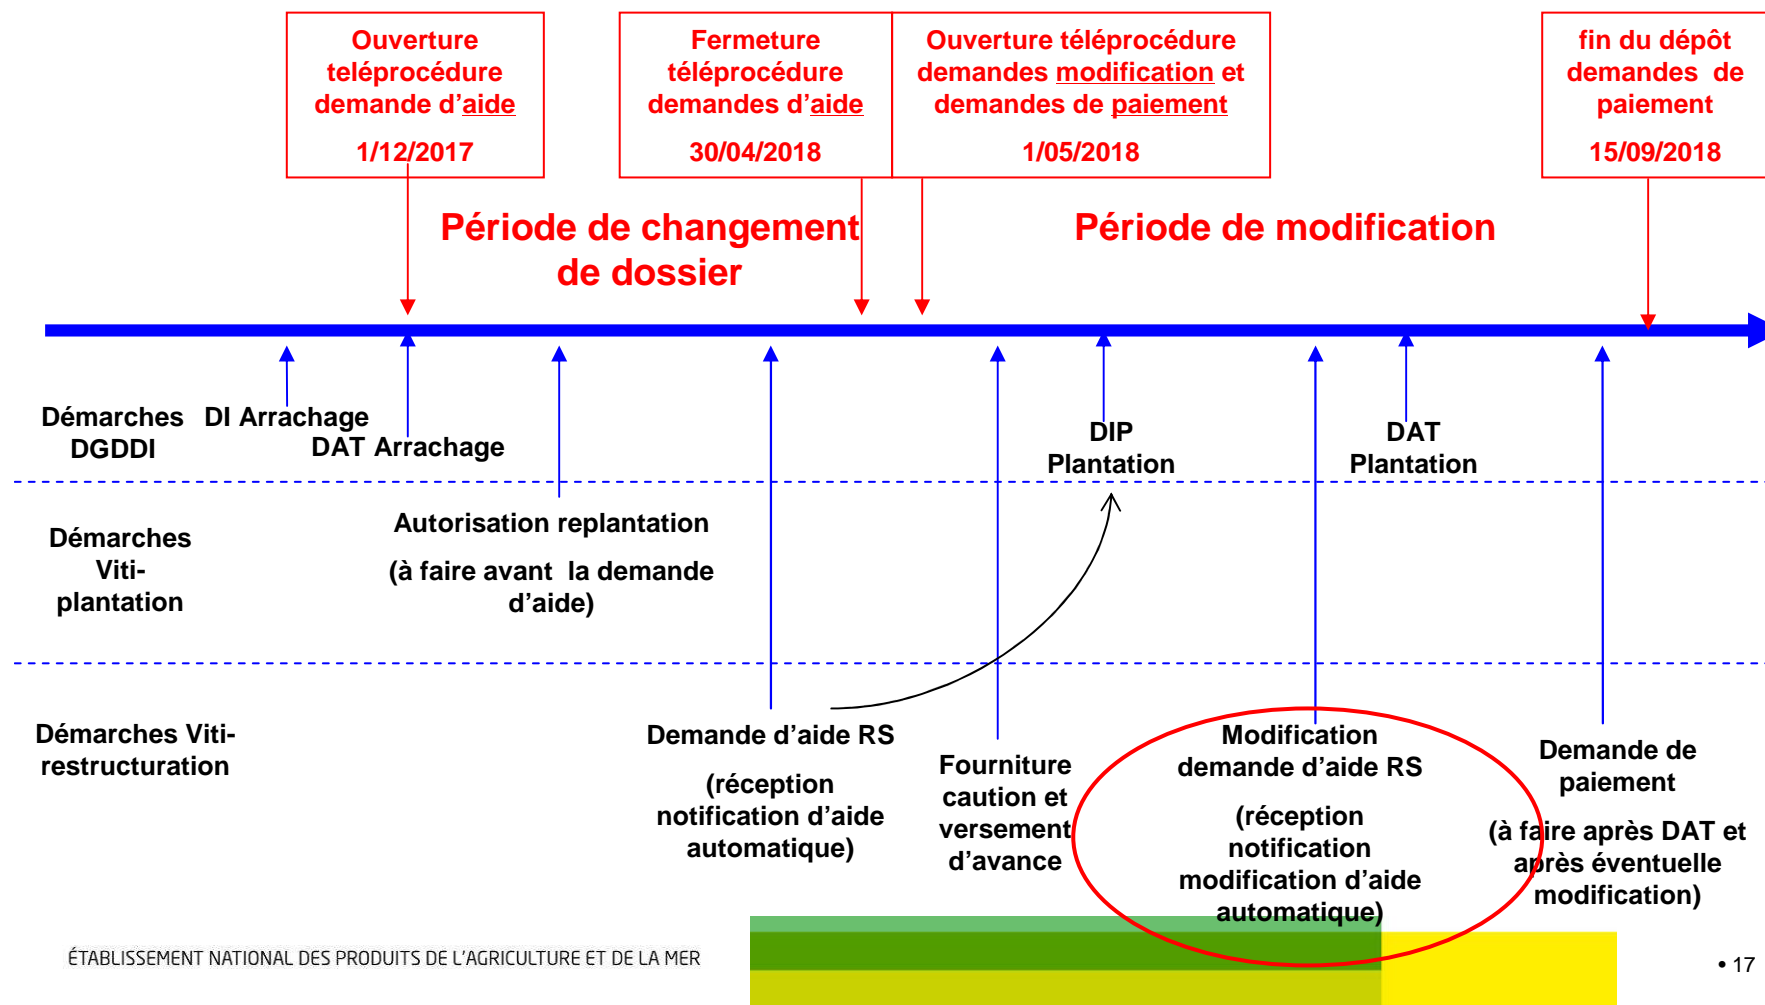 Ouverture
teléprocédure
demande d'aide
1/12/2017
Fermeture
téléprocédure
demandes d'aide
30/04/2018
Ouverture téléprocédure
demandes modification et
demandes de paiement
1/05/2018
fin du dépôt
demandes de
paiement
15/09/2018
Période de changement
de dossier
Période de modification
Démarches
DGDDI
DI Arrachage
DAT Arrachage
DIP
Plantation
DAT
Plantation
Démarches
Viti-
plantation
Autorisation replantation
(à faire avant la demande
d'aide)
Démarches Viti-
restructuration
Demande d'aide RS
(réception
notification d'aide
automatique)
Fourniture
caution et
versement
d'avance
Modification
demande d'aide RS
(réception
notification
modification d'aide
automatique)
Demande de
paiement
(à faire après DAT et
après éventuelle
modification)
ÉTABLISSEMENT NATIONAL DES PRODUITS DE L'AGRICULTURE ET DE LA MER
• 17